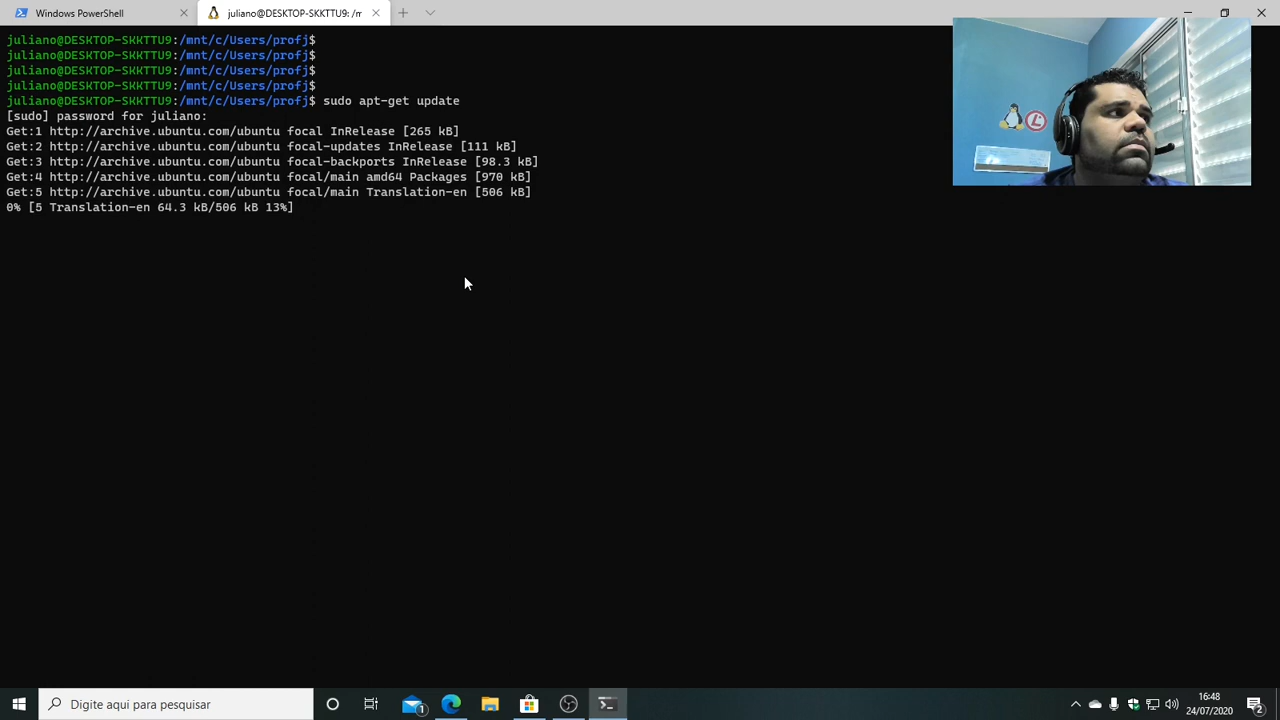 Windows PowerShell
juliano@DESKTOP-SKKTTU9: /m
juliano@DESKTOP-SKKTTU9:/mnt/c/Users/profj$
juliano@DESKTOP-SKKTTU9:/mnt/c/Users/profj$
juliano@DESKTOP-SKKTTU9:/mnt/c/Users/profj$
juliano@DESKTOP-SKKTTU9:/mnt/c/Users/profj$
juliano@DESKTOP-SKKTTU9:/mnt/c/Users/profj$ sudo apt-get update
[sudo] password for juliano:
Get:1 http://archive.ubuntu.com/ubuntu focal InRelease [265 kB]
Get:2 http://archive.ubuntu.com/ubuntu focal-updates InRelease [111 kB]
Get:3 http://archive.ubuntu.com/ubuntu focal-backports InRelease [98.3 kB]
Get:4 http://archive.ubuntu.com/ubuntu focal/main amd64 Packages [970 kB]
Get:5 http://archive.ubuntu.com/ubuntu focal/main Translation-en [506 kB]
0% [5 Translation-en 64.3 kB/506 kB 13%]
Digite aqui para pesquisar
1
16:48
24/07/2020
2